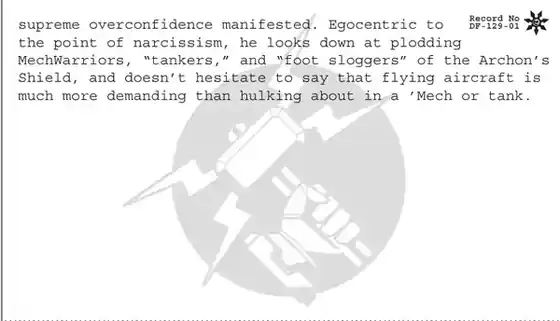 supreme overconfidence manifested. Egocentric to
the point of narcissism, he looks down at plodding
MechWarriors, “tankers,” and “foot sloggers” of the Archon’s
Shield, and doesn’t hesitate to say that flying aircraft is
much more demanding than hulking about in a ’Mech or tank.
Record No
DF-129-01